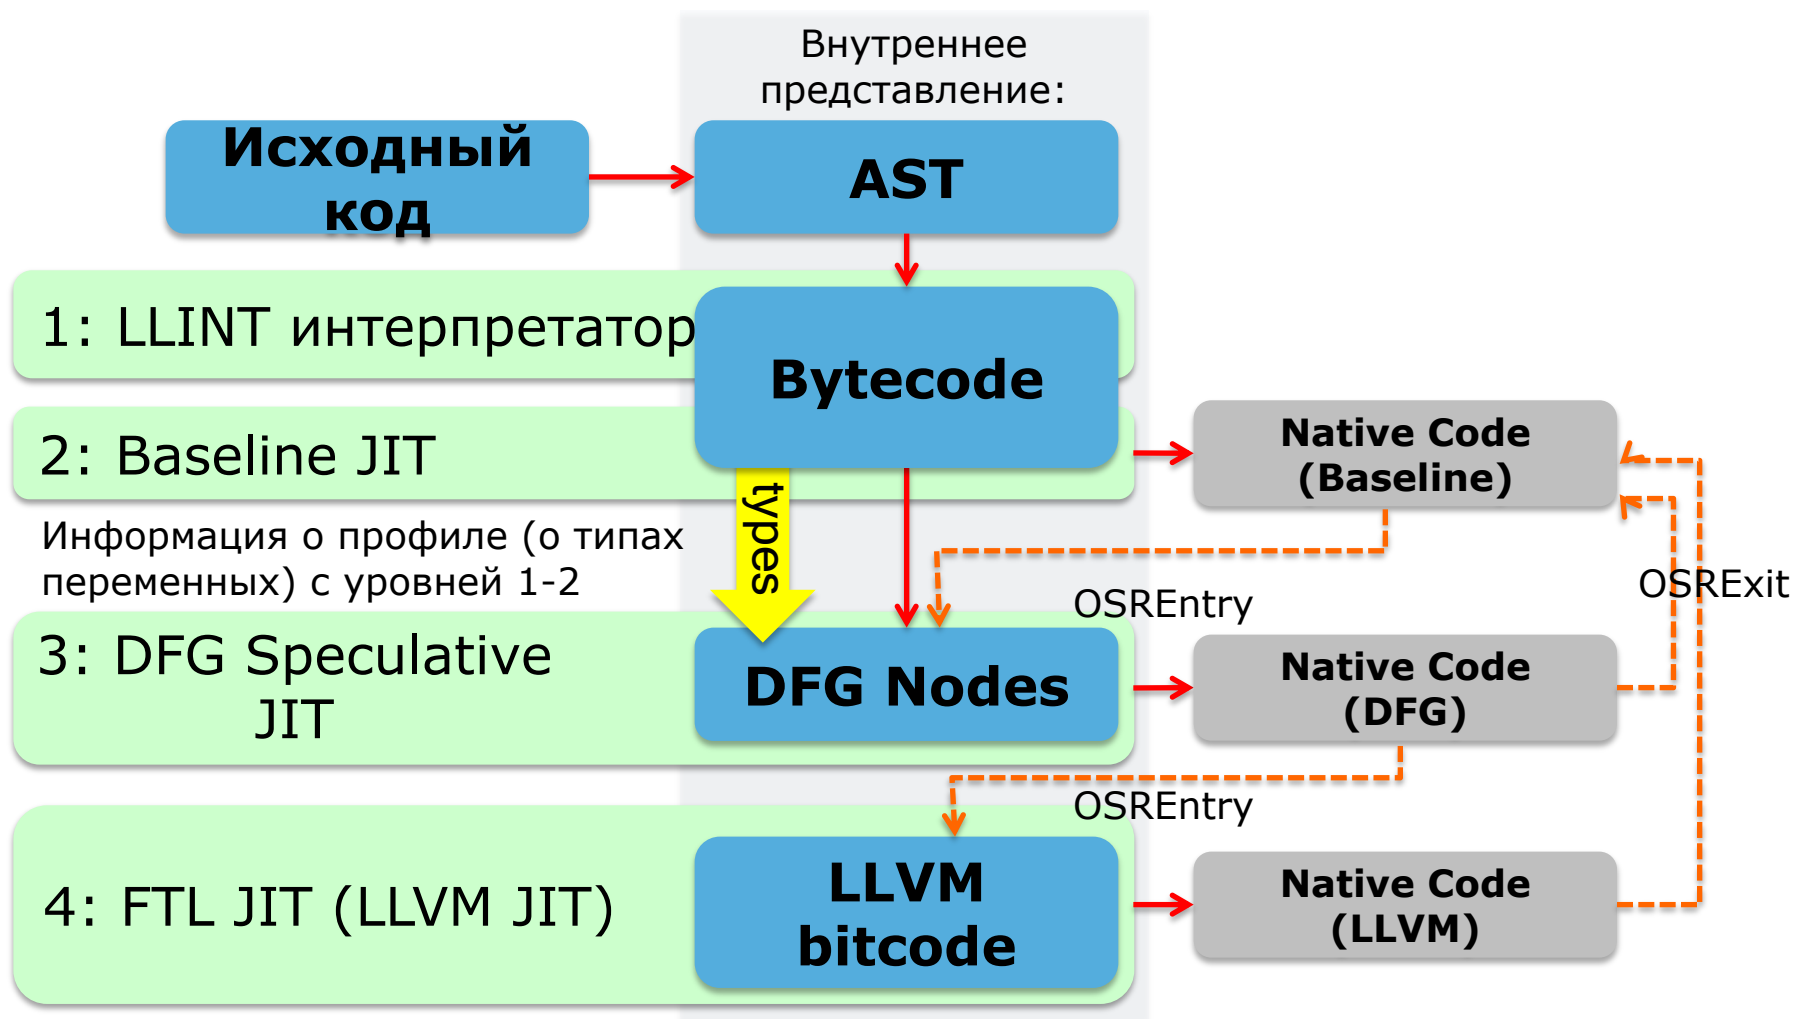 Внутреннее
представление:
Исходный
код
AST
1: LLINT интерпретатор
Bytecode
2: Baseline JIT
Native Code
(Baseline)
types
Информация о профиле (о типах
переменных) с уровней 1-2
OSREntry
OSRExit
3: DFG Speculative
JIT
DFG Nodes
Native Code
(DFG)
OSREntry
4: FTL JIT (LLVM JIT)
LLVM
bitcode
Native Code
(LLVM)